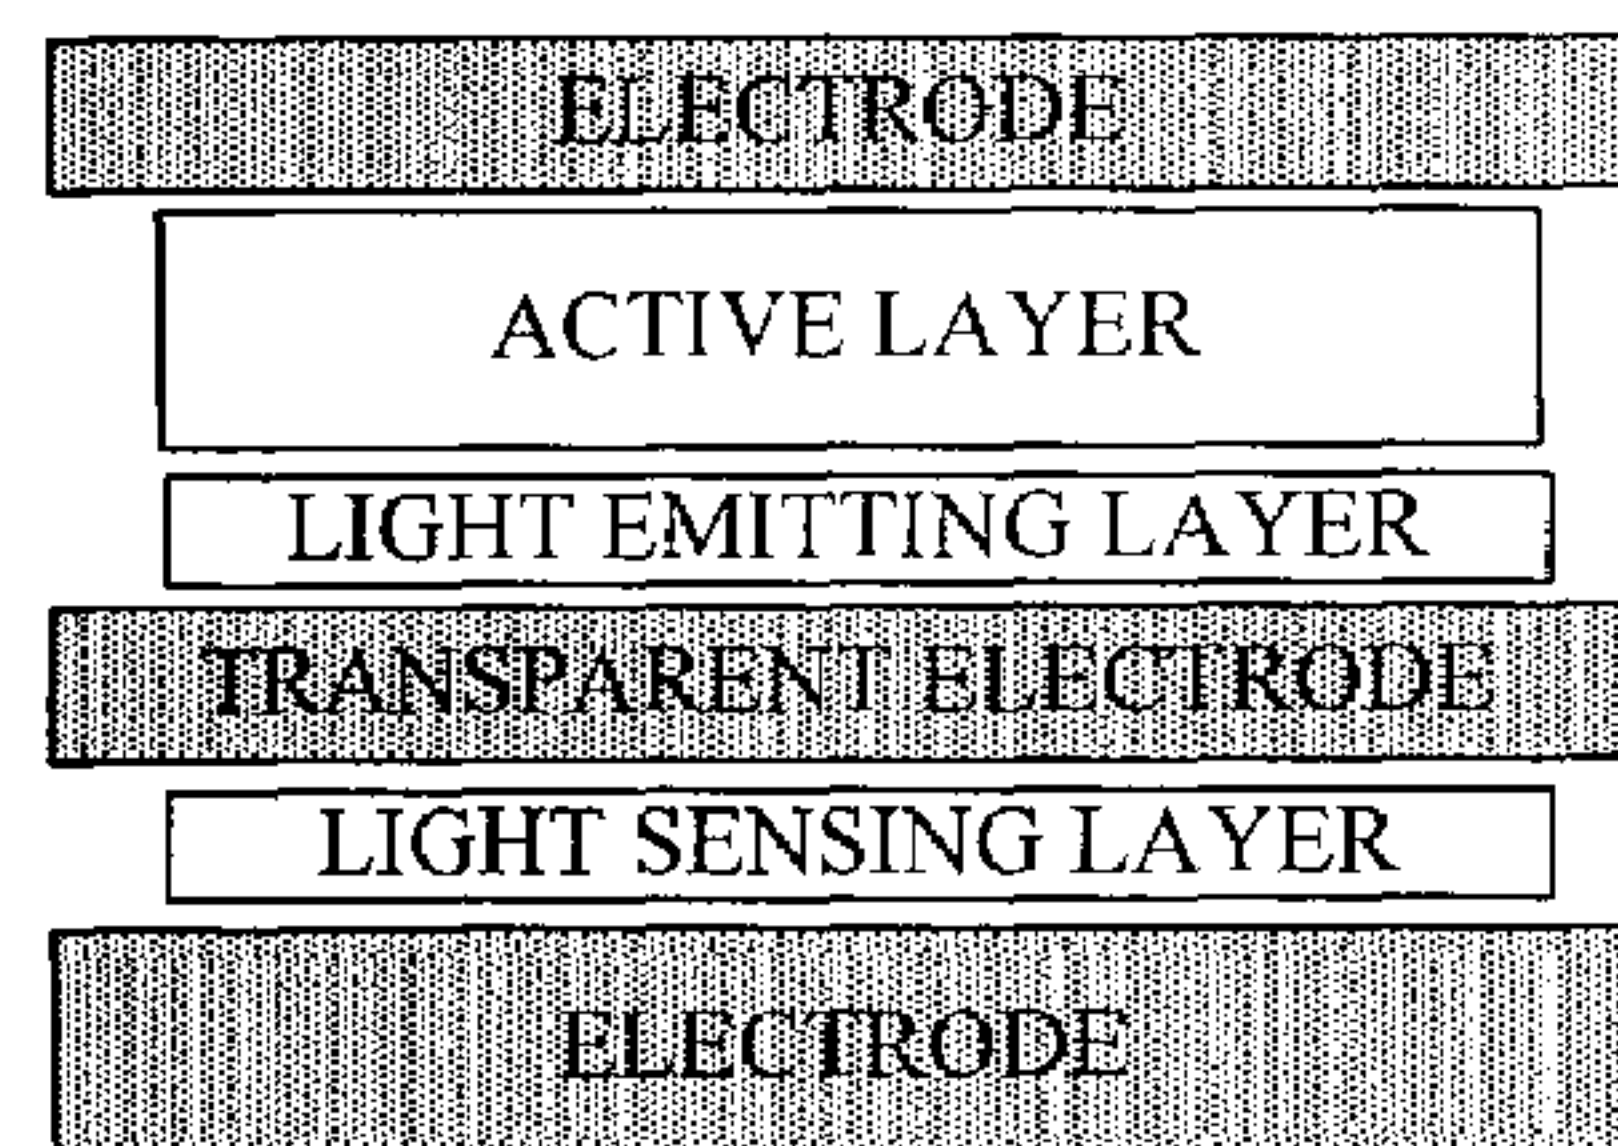 ELECTRODE
ACTIVE LAYER
LIGHT EMITTING LAYER
TRANSPARENT ELECTRODE
LIGHT SENSING LAYER
ELECTRODE